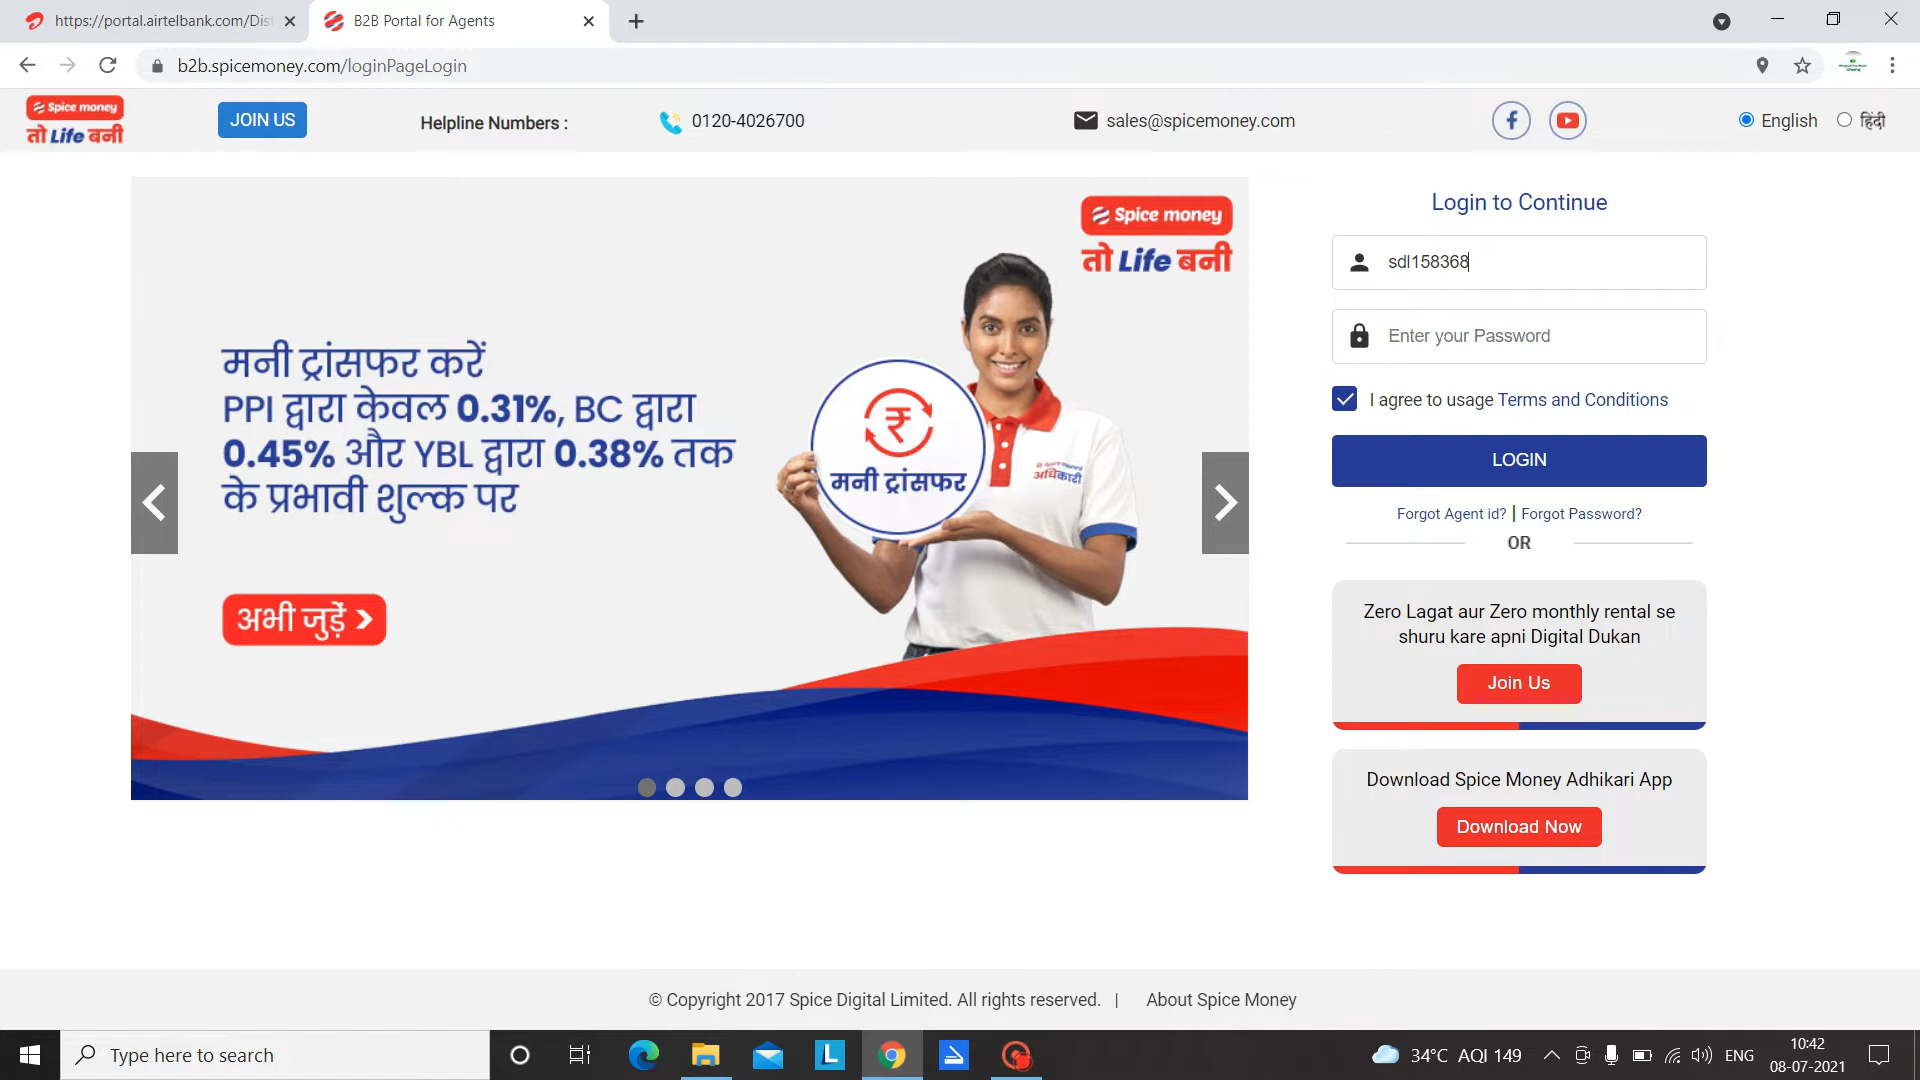 https://portal.airtelbank.com/Dis
B2B Portal for Agents
b2b.spicemoney.com/loginPageLogin
Spice money
तो Life बनी
JOIN US
Helpline Numbers :
0120-4026700
sales@spicemoney.com
English
हिंदी
Spice money
तो Life बनी
मनी ट्रांसफर करें
PPI द्वारा केवल 0.31%, BC द्वारा
0.45% और YBL द्वारा 0.38% तक
के प्रभावी शुल्क पर
मनी ट्रांसफर
अधिकारी
अभी जुड़ें >
Login to Continue
sdl158368
Enter your Password
I agree to usage Terms and Conditions
LOGIN
Forgot Agent id? | Forgot Password?
OR
Zero Lagat aur Zero monthly rental se
shuru kare apni Digital Dukan
Join Us
Download Spice Money Adhikari App
Download Now
© Copyright 2017 Spice Digital Limited. All rights reserved. | About Spice Money
Type here to search
L
34°C AQI 149
ENG
10:42
08-07-2021